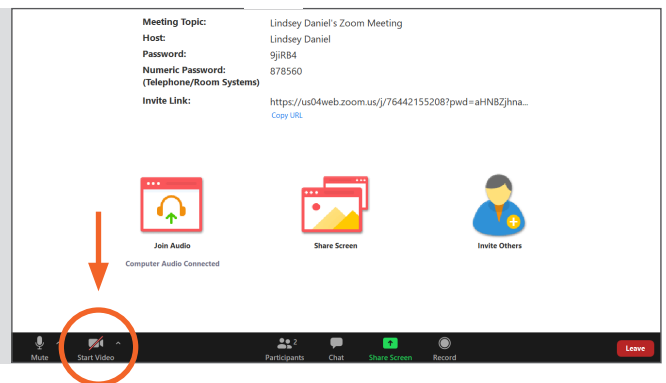 Meeting Topic: Lindsey Daniel's Zoom Meeting
Host: Lindsey Daniel
Password: 9jiRB4
Numeric Password: 878560
(Telephone/Room Systems)
Invite Link: https://us04web.zoom.us/j/76442155208?pwd=aHNBZjhna...
Copy URL
Join Audio Share Screen Invite Others
Computer Audio Connected
2
Mute Start Video Participants Chat Share Screen Record Leave